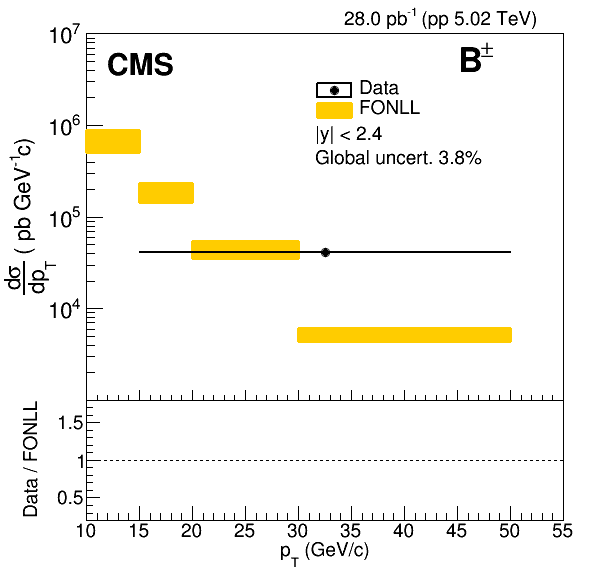 28.0 pb⁻¹ (pp 5.02 TeV)
CMS
B±
Data
FONLL
|y| < 2.4
Global uncert. 3.8%
dσ/dp_T ( pb GeV⁻¹c)
10⁷
10⁶
10⁵
10⁴
Data / FONLL
1.5
1
0.5
10 15 20 25 30 35 40 45 50 55
p_T (GeV/c)